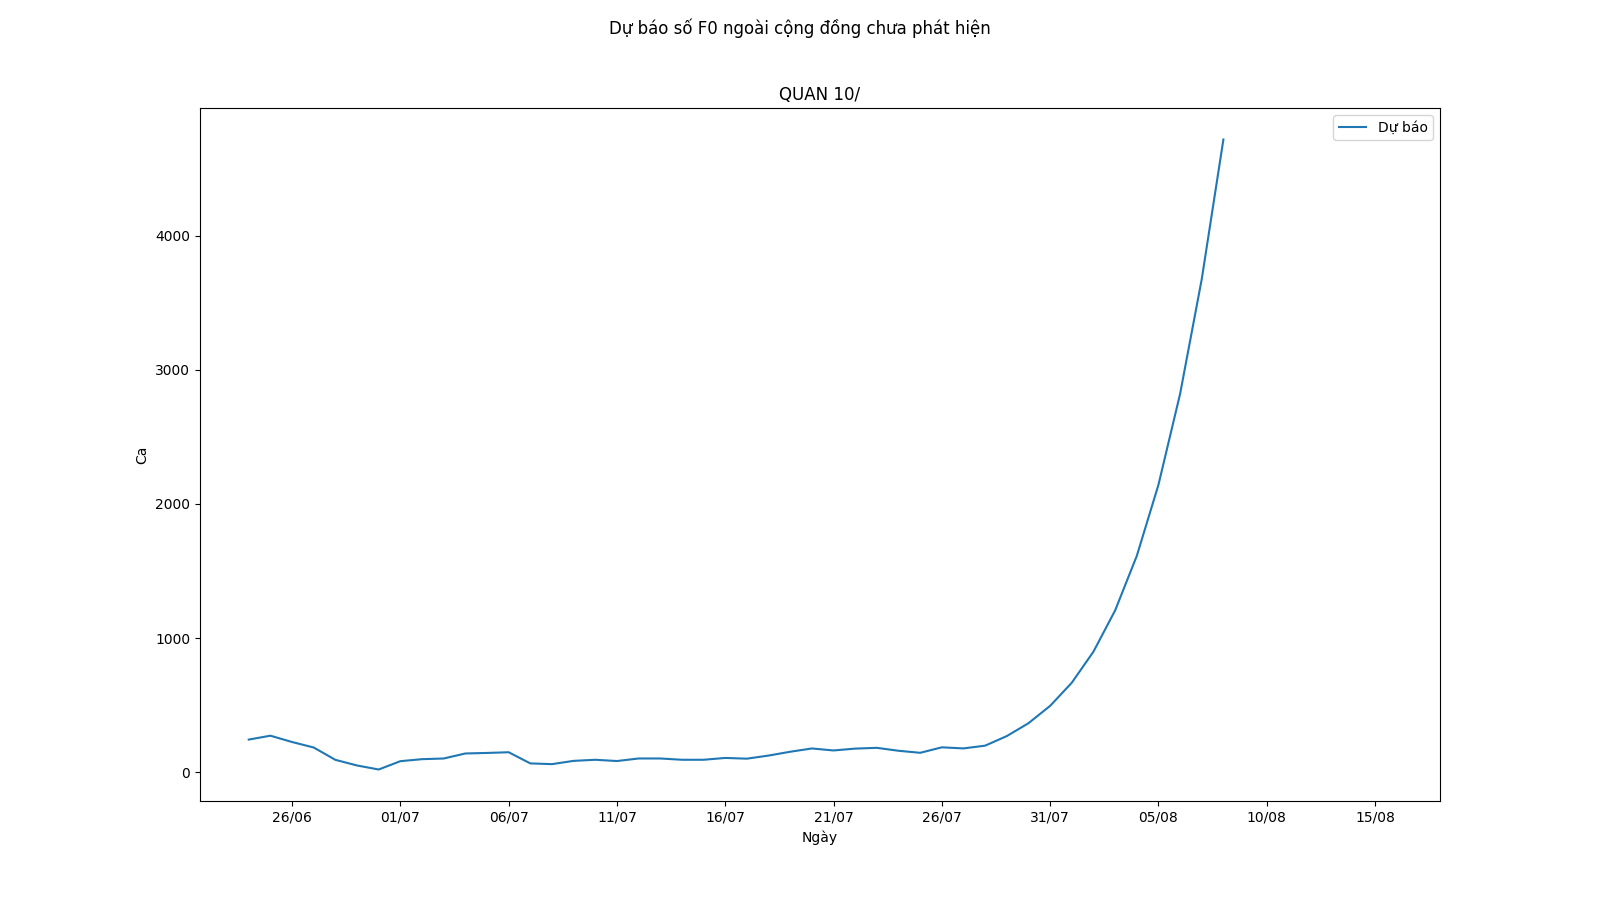 Dự báo số F0 ngoài cộng đồng chưa phát hiện
QUAN 10/
Dự báo
4000
3000
Ca
2000
1000
0
26/06 01/07 06/07 11/07 16/07 21/07 26/07 31/07 05/08 10/08 15/08
Ngày